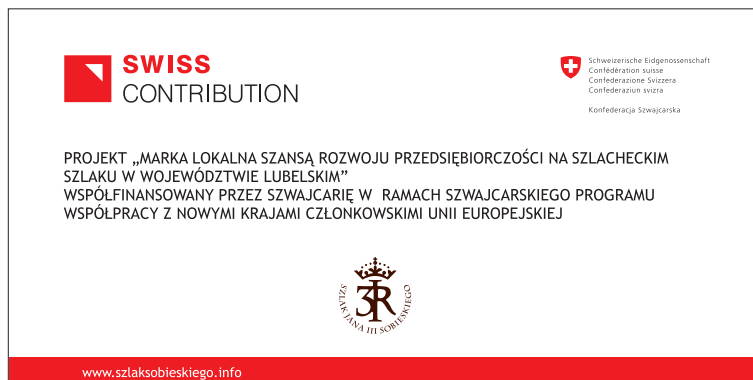 SWISS
CONTRIBUTION
Schweizerische Eidgenossenschaft
Confédération suisse
Confederazione Svizzera
Confederaziun svizra
Konfederacja Szwajcarska
PROJEKT „MARKA LOKALNA SZANSĄ ROZWOJU PRZEDSIĘBIORCZOŚCI NA SZLACHECKIM
SZLAKU W WOJEWÓDZTWIE LUBELSKIM”
WSPÓŁFINANSOWANY PRZEZ SZWAJCARIĘ W RAMACH SZWAJCARSKIEGO PROGRAMU
WSPÓŁPRACY Z NOWYMI KRAJAMI CZŁONKOWSKIMI UNII EUROPEJSKIEJ
3R
SZLAK JANA III SOBIESKIEGO
www.szlaksobieskiego.info